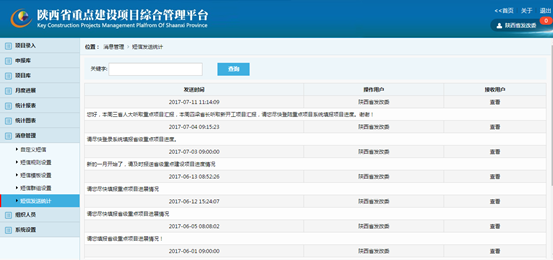 陕西省重点建设项目综合管理平台
Key Construction Projects Management Platfrom Of Shaanxi Province
<<首页 关于 退出
陕西省发改委 0
项目录入
申报库
项目库
月度进展
统计报表
统计图表
消息管理
自定义短信
短信规则设置
短信模板设置
短信群组设置
短信发送统计
组织人员
系统设置
位置： 消息管理 > 短信发送统计
关键字: 查询
发送时间 操作用户 接收用户
2017-07-11 11:14:09 陕西省发改委 查看
您好，本周三省人大听取重点项目汇报，本周四梁省长听取新开工项目汇报，请您尽快登陆重点项目系统填报项目进度。谢谢！
2017-07-04 09:15:23 陕西省发改委 查看
请尽快登录系统填报省级重点项目进度。
2017-07-03 09:00:00 陕西省发改委 查看
新的一月开始了，请及时报送省级重点建设项目进度情况
2017-06-13 08:52:26 陕西省发改委 查看
请您尽快填报重点项目进展情况
2017-06-12 15:24:07 陕西省发改委 查看
请您尽快填报省级重点项目进展情况
2017-06-05 08:08:02 陕西省发改委 查看
请您填报省级重点项目进展情况！
2017-06-01 09:00:00 陕西省发改委 查看